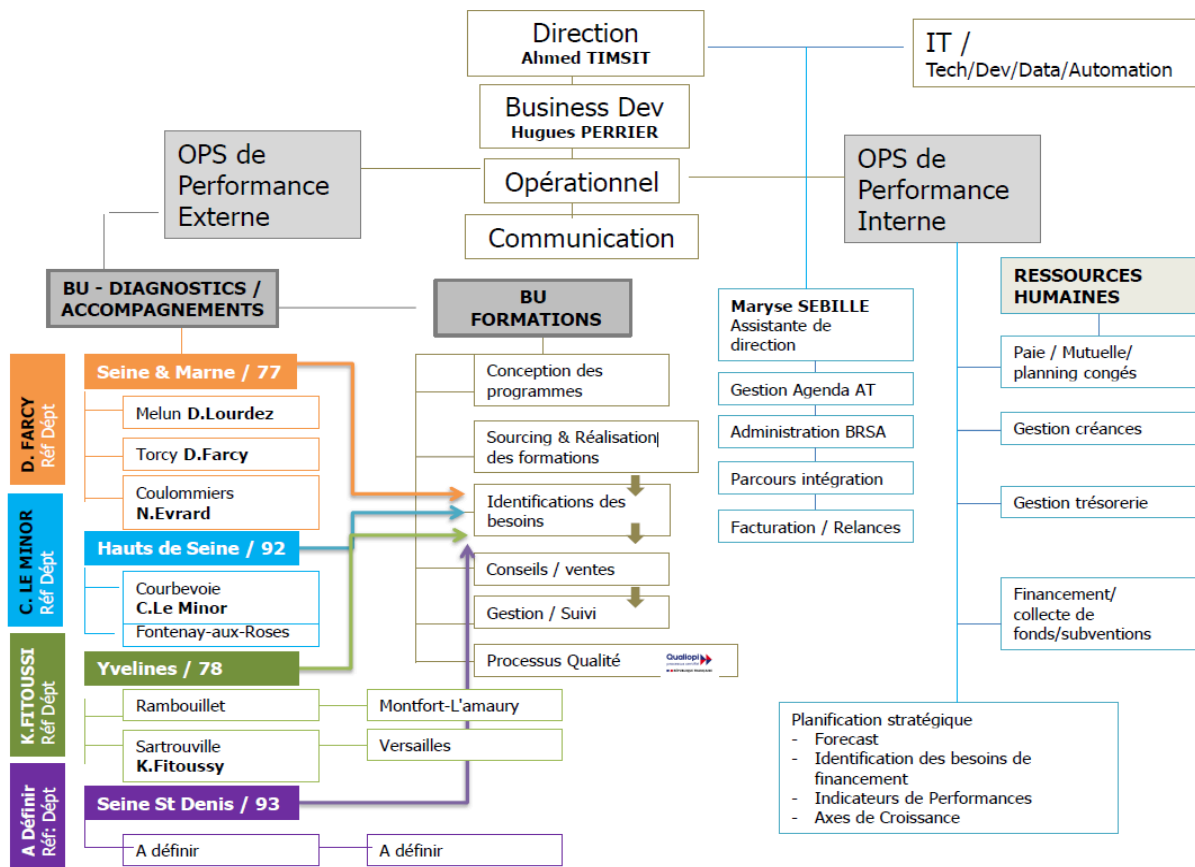 Direction
Ahmed TIMSIT
IT /
Tech/Dev/Data/Automation
Business Dev
Hugues PERRIER
OPS de
Performance
Externe
Opérationnel
OPS de
Performance
Interne
Communication
BU - DIAGNOSTICS /
ACCOMPAGNEMENTS
BU
FORMATIONS
Maryse SEBILLE
Assistante de
direction
Gestion Agenda AT
Administration BRSA
Parcours intégration
Facturation / Relances
RESSOURCES
HUMAINES
Paie / Mutuelle/
planning congés
Gestion créances
Gestion trésorerie
Financement/
collecte de
fonds/subventions
D. FARCY
Réf Dépt
Seine & Marne / 77
Melun D.Lourdez
Torcy D.Farcy
Coulommiers
N.Evrard
C. LE MINOR
Réf Dépt
Hauts de Seine / 92
Courbevoie
C.Le Minor
Fontenay-aux-Roses
K.FITOUSSI
Réf Dépt
Yvelines / 78
Rambouillet
Montfort-L'amaury
Sartrouville
K.Fitoussy
Versailles
A Définir
Réf: Dépt
Seine St Denis / 93
A définir
A définir
Conception des
programmes
Sourcing & Réalisation
des formations
Identifications des
besoins
Conseils / ventes
Gestion / Suivi
Processus Qualité
Qualiopi
processus certifié
RÉPUBLIQUE FRANÇAISE
Planification stratégique
- Forecast
- Identification des besoins de
financement
- Indicateurs de Performances
- Axes de Croissance